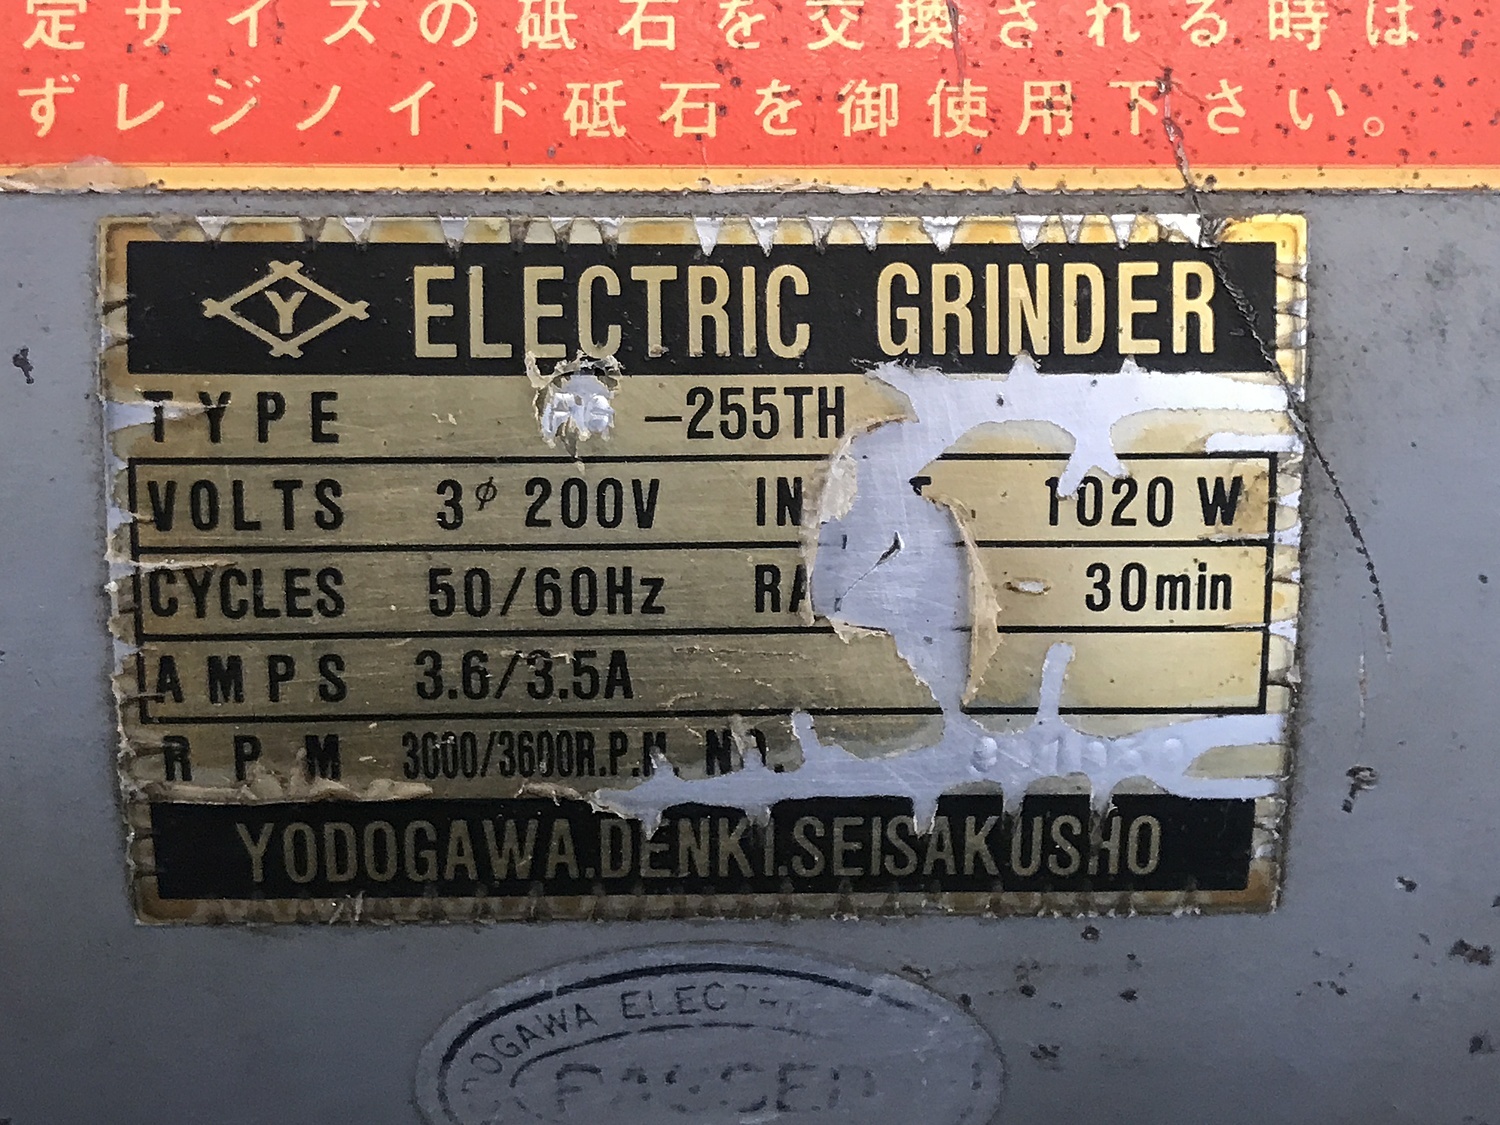 定サイズの砥石を交換される時は
ずレジノイド砥石を御使用下さい。
Y ELECTRIC GRINDER
TYPE -255TH
VOLTS 3φ 200V 1020 W
CYCLES 50/60Hz 30min
AMPS 3.6/3.5A
RPM 3000/3600R.P.M. NO.
YODOGAWA.DENKI.SEISAKUSHO